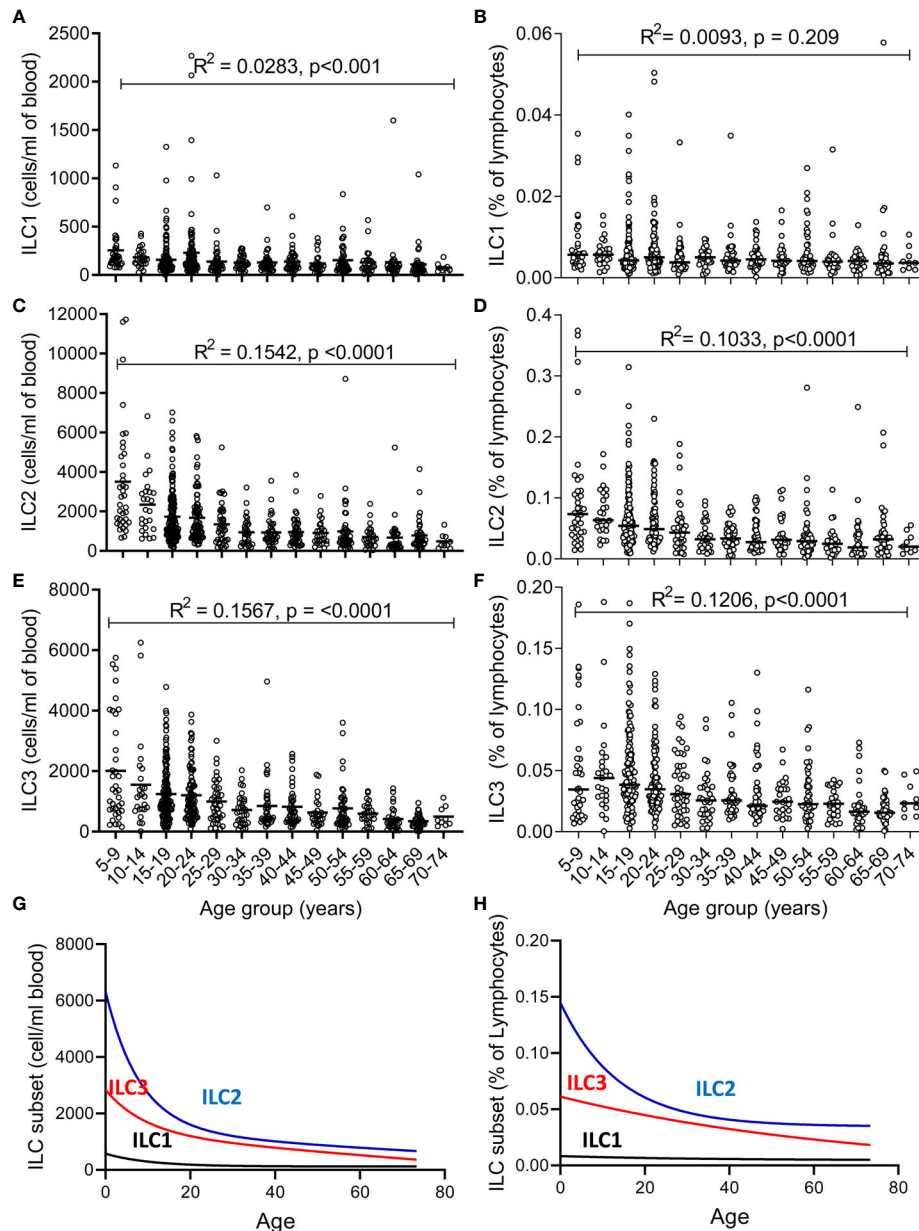 A
ILC1 (cells/ml of blood)
2500
2000
1500
1000
500
0
R² = 0.0283, p<0.001
B
ILC1 (% of lymphocytes)
0.06
0.04
0.02
0.00
R²= 0.0093, p = 0.209
C
ILC2 (cells/ml of blood)
12000
10000
8000
6000
4000
2000
0
R² = 0.1542, p <0.0001
D
ILC2 (% of lymphocytes)
0.4
0.3
0.2
0.1
0.0
R² = 0.1033, p<0.0001
E
ILC3 (cells/ml of blood)
8000
6000
4000
2000
0
R² = 0.1567, p = <0.0001
5-9
10-14
15-19
20-24
25-29
30-34
35-39
40-44
45-49
50-54
55-59
60-64
65-69
70-74
Age group (years)
F
ILC3 (% of lymphocytes)
0.20
0.15
0.10
0.05
0.00
R² = 0.1206, p<0.0001
5-9
10-14
15-19
20-24
25-29
30-34
35-39
40-44
45-49
50-54
55-59
60-64
65-69
70-74
Age group (years)
G
ILC subset (cell/ml blood)
8000
6000
4000
2000
0
ILC3
ILC2
ILC1
0
20
40
60
80
Age
H
ILC subset (% of Lymphocytes)
0.20
0.15
0.10
0.05
0.00
ILC3
ILC2
ILC1
0
20
40
60
80
Age